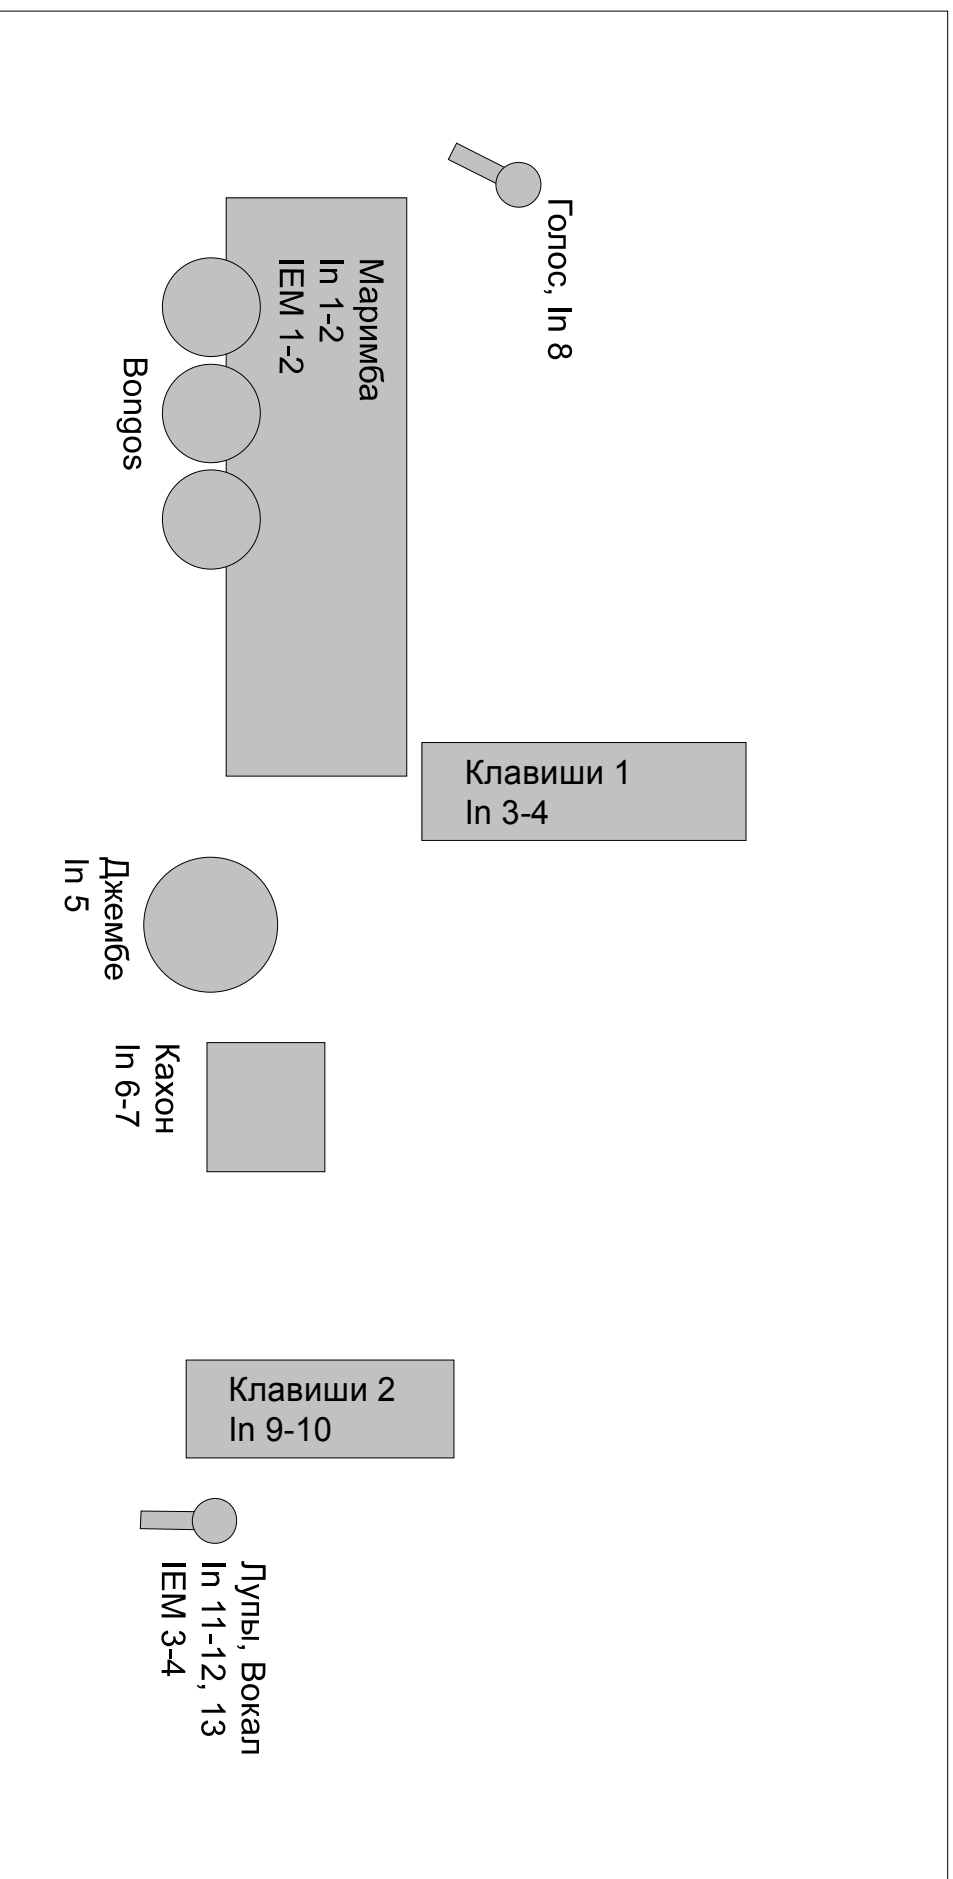 Голос, In 8
Маримба
In 1-2
IEM 1-2
Bongos
Клавиши 1
In 3-4
Джембе
In 5
Кахон
In 6-7
Клавиши 2
In 9-10
Лупы, Вокал
In 11-12, 13
IEM 3-4